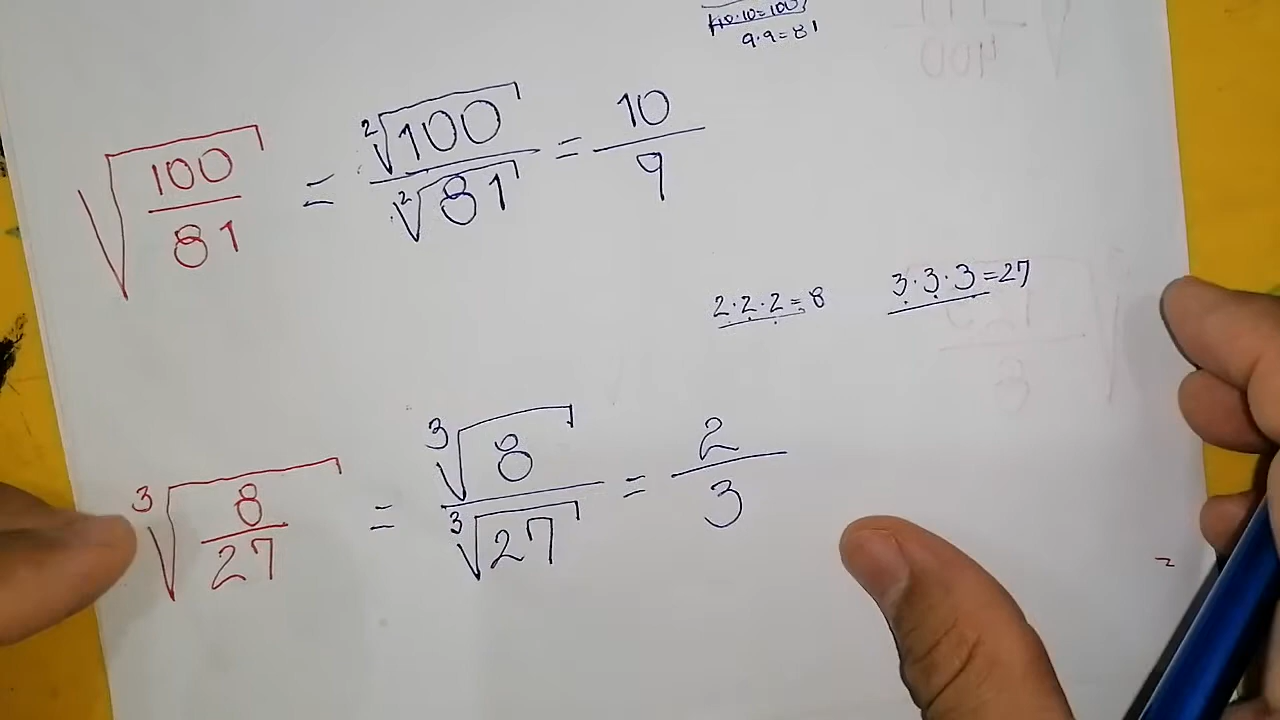 10·10=100
9·9=81
√(100/81) = ²√100/²√81 = 10/9
2·2·2=8
3·3·3=27
³√(8/27) = ³√8/³√27 = 2/3